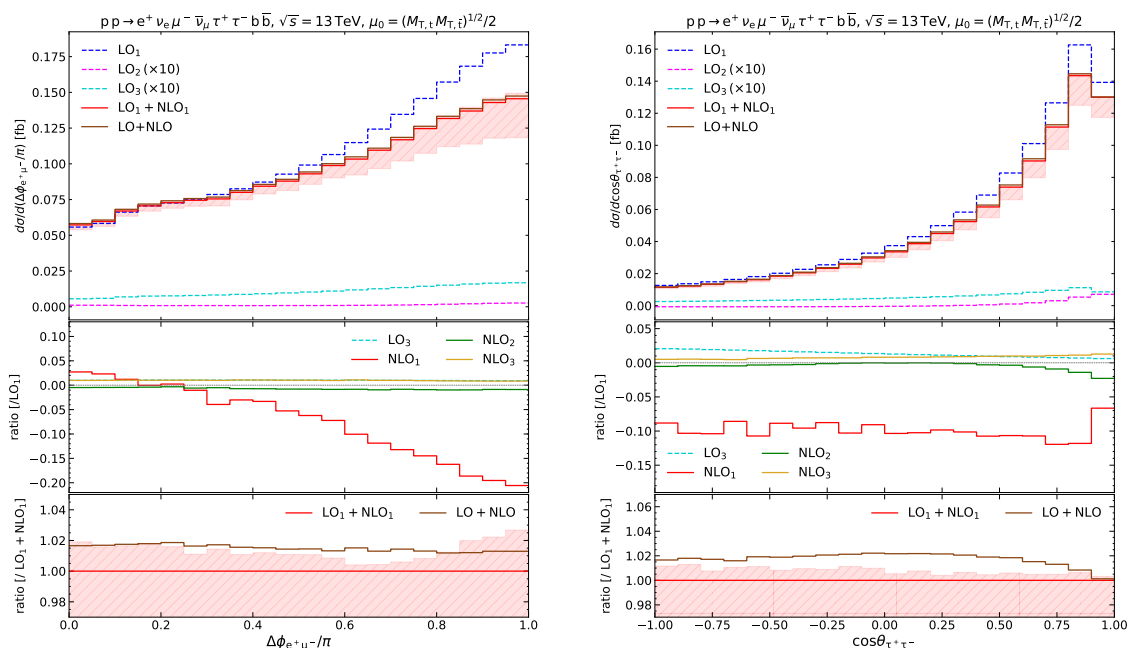 p p → e⁺ ν_e μ⁻ ν̄_μ τ⁺ τ⁻ b b̄, √s = 13 TeV, μ₀ = (M_T,t M_T,t̄)^1/2/2
dσ/d(Δϕ_e⁺μ⁻/π) [fb]
0.175
0.150
0.125
0.100
0.075
0.050
0.025
0.000
LO₁
LO₂ (×10)
LO₃ (×10)
LO₁ + NLO₁
LO+NLO
ratio [/LO₁]
0.10
0.05
0.00
−0.05
−0.10
−0.15
−0.20
LO₃ NLO₂
NLO₁ NLO₃
ratio [/ LO₁ + NLO₁]
1.04
1.02
1.00
0.98
LO₁ + NLO₁ LO + NLO
0.0 0.2 0.4 0.6 0.8 1.0
Δϕ_e⁺μ⁻/π
p p → e⁺ ν_e μ⁻ ν̄_μ τ⁺ τ⁻ b b̄, √s = 13 TeV, μ₀ = (M_T,t M_T,t̄)^1/2/2
dσ/dcosθ_τ⁺τ⁻ [fb]
0.16
0.14
0.12
0.10
0.08
0.06
0.04
0.02
0.00
LO₁
LO₂ (×10)
LO₃ (×10)
LO₁ + NLO₁
LO+NLO
ratio [/LO₁]
0.05
0.00
−0.05
−0.10
−0.15
LO₃ NLO₂
NLO₁ NLO₃
ratio [/ LO₁ + NLO₁]
1.06
1.04
1.02
1.00
0.98
LO₁ + NLO₁ LO + NLO
−1.00 −0.75 −0.50 −0.25 0.00 0.25 0.50 0.75 1.00
cosθ_τ⁺τ⁻